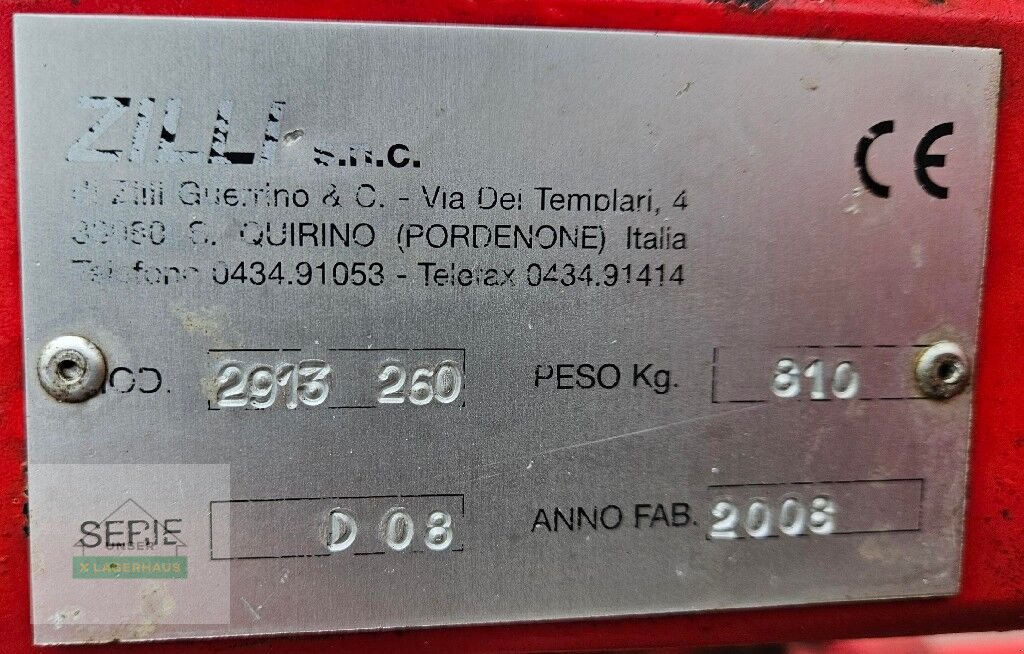 ZILLI s.n.c.
di Zilli Guerrino & C. - Via Dei Templari, 4
33080 S. QUIRINO (PORDENONE) Italia
Telefono 0434.91053 - Telefax 0434.91414
CE
MOD. 2913 260 PESO Kg. 810
SERIE D 08 ANNO FAB. 2008
UNSER
X LAGERHAUS